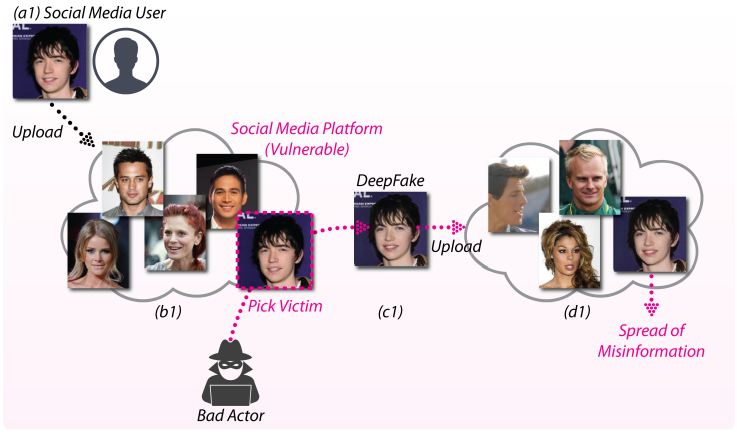 (a1) Social Media User
Upload
Social Media Platform
(Vulnerable)
DeepFake
Upload
Pick Victim
(b1)
(c1)
(d1)
Spread of
Misinformation
Bad Actor